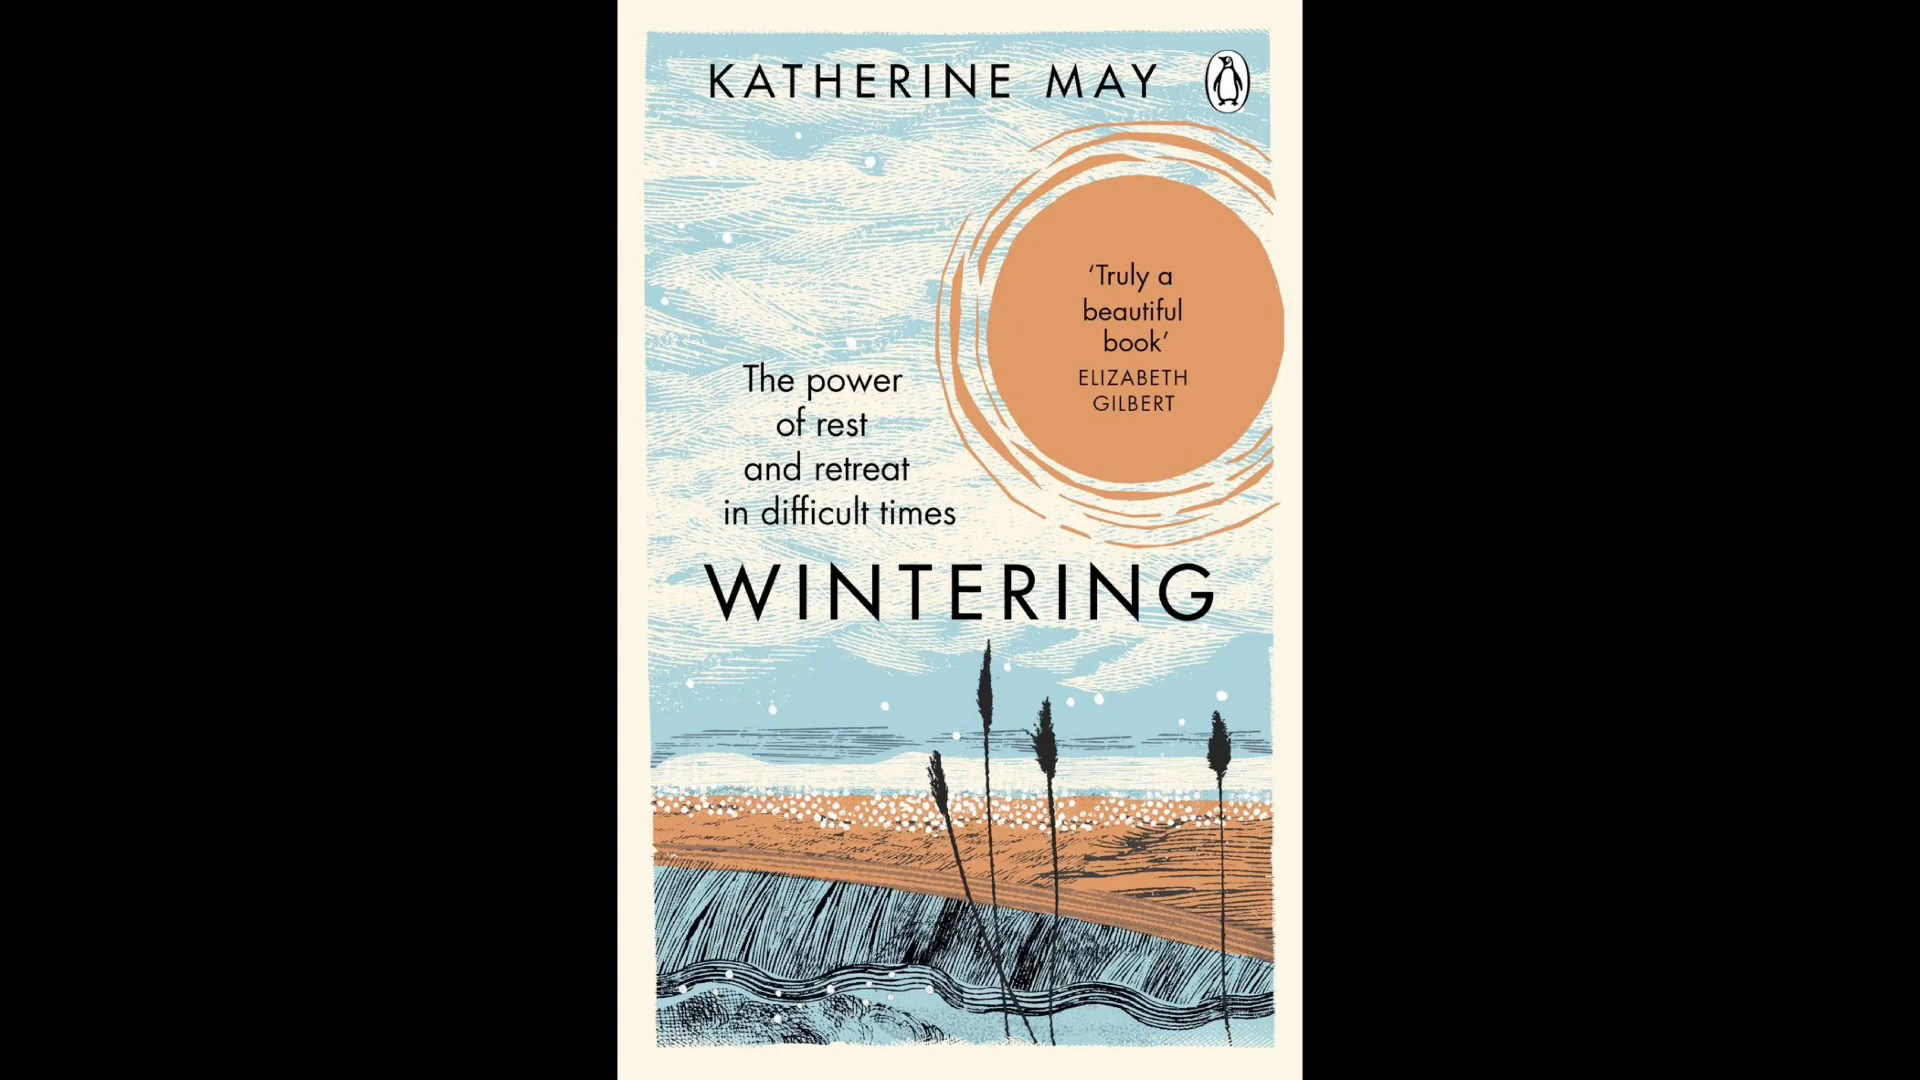 KATHERINE MAY
‘Truly a
beautiful
book’
ELIZABETH
GILBERT
The power
of rest
and retreat
in difficult times
WINTERING